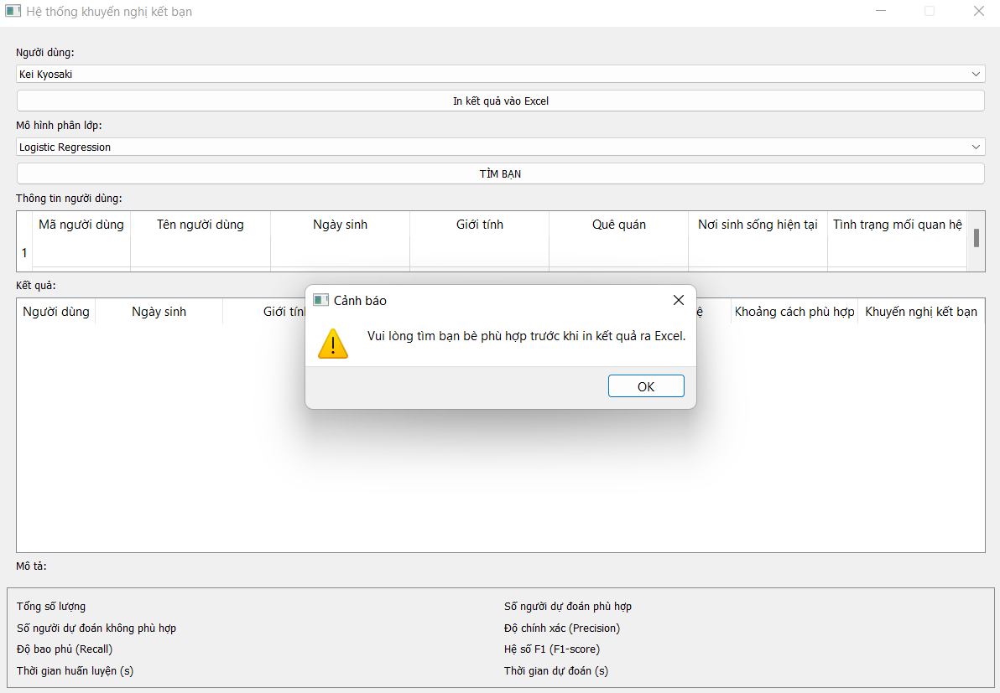 Hệ thống khuyến nghị kết bạn
Người dùng:
Kei Kyosaki
In kết quả vào Excel
Mô hình phân lớp:
Logistic Regression
TÌM BẠN
Thông tin người dùng:
Mã người dùng Tên người dùng Ngày sinh Giới tính Quê quán Nơi sinh sống hiện tại Tình trạng mối quan hệ
1
Kết quả:
Người dùng Ngày sinh Khoảng cách phù hợp Khuyến nghị kết bạn
Cảnh báo
Vui lòng tìm bạn bè phù hợp trước khi in kết quả ra Excel.
OK
Mô tả:
Tổng số lượng Số người dự đoán phù hợp
Số người dự đoán không phù hợp Độ chính xác (Precision)
Độ bao phủ (Recall) Hệ số F1 (F1-score)
Thời gian huấn luyện (s) Thời gian dự đoán (s)